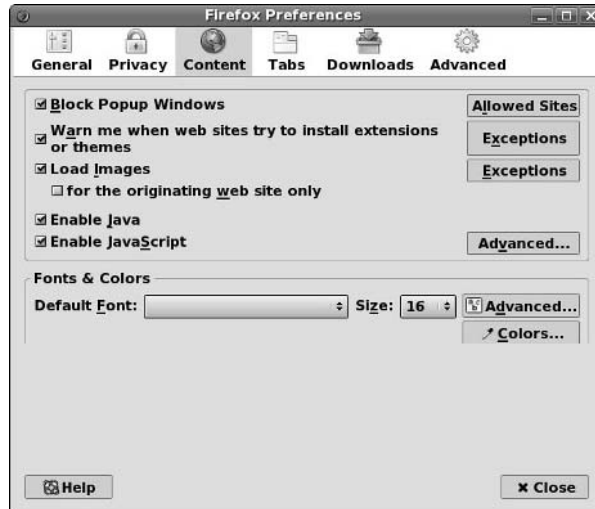 Firefox Preferences
General Privacy Content Tabs Downloads Advanced
Block Popup Windows Allowed Sites
Warn me when web sites try to install extensions or themes Exceptions
Load Images Exceptions
for the originating web site only
Enable Java
Enable JavaScript Advanced...
Fonts & Colors
Default Font: Size: 16 Advanced...
Colors...
Help Close